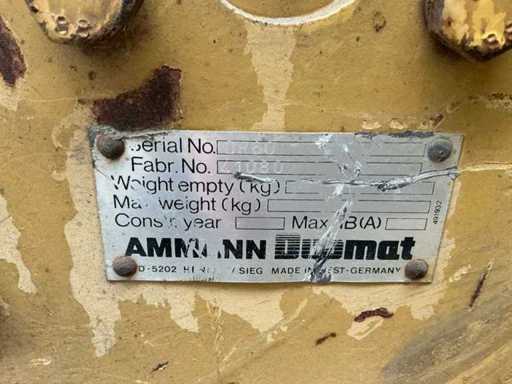 Serial No.
Fabr. No.
Weight empty (kg)
Max weight (kg)
Constr. year Max dB(A)
AMMANN Duomat
D-5202 SIEG MADE IN WEST-GERMANY